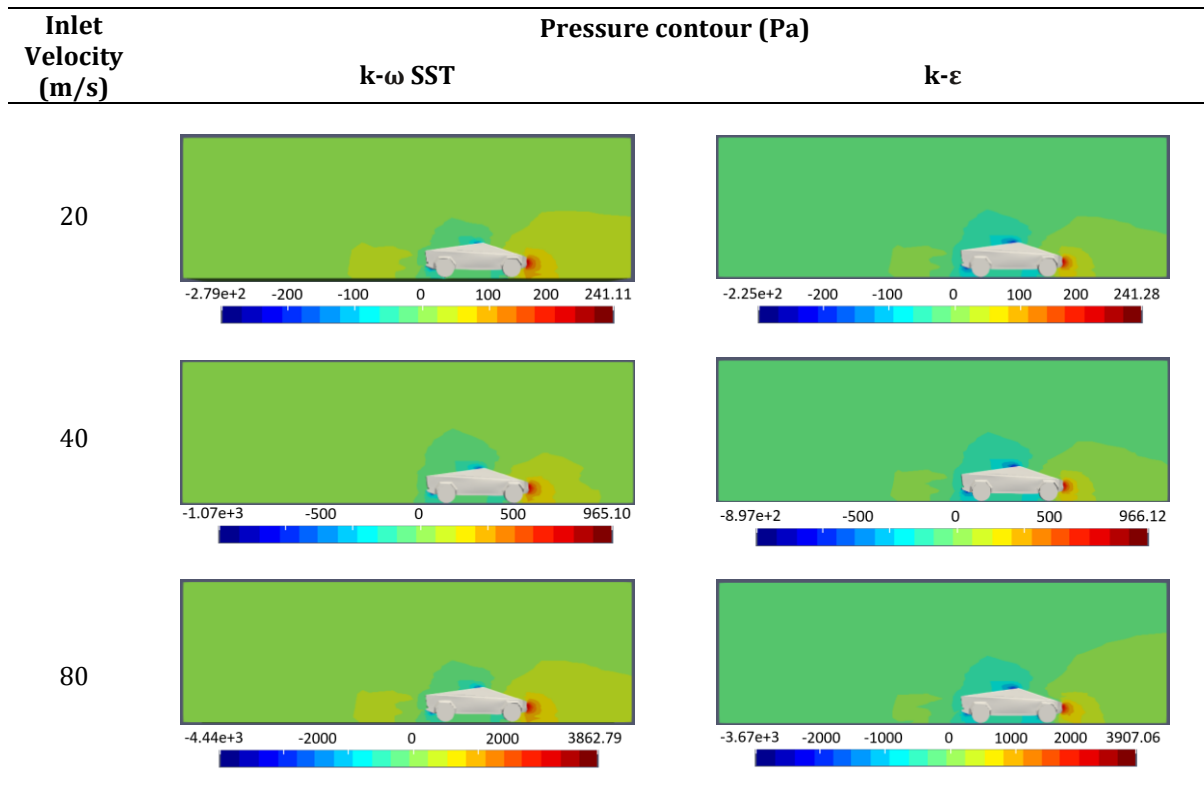 Inlet
Velocity
(m/s)
Pressure contour (Pa)
k-ω SST
k-ε
20
-2.79e+2 -200 -100 0 100 200 241.11
-2.25e+2 -200 -100 0 100 200 241.28
40
-1.07e+3 -500 0 500 965.10
-8.97e+2 -500 0 500 966.12
80
-4.44e+3 -2000 0 2000 3862.79
-3.67e+3 -2000 -1000 0 1000 2000 3907.06